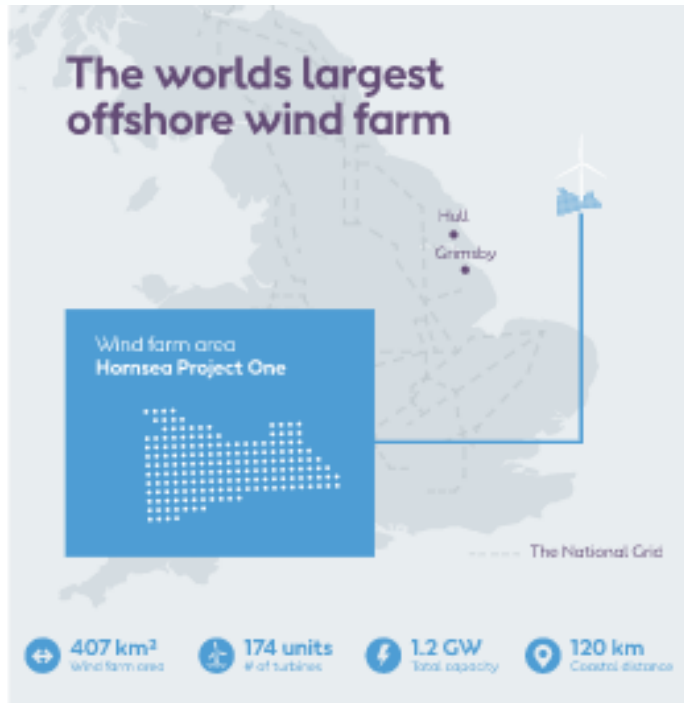 The worlds largest
offshore wind farm
Hull
Grimsby
Wind farm area
Hornsea Project One
The National Grid
407 km²
Wind farm area
174 units
# of turbines
1.2 GW
Total capacity
120 km
Coastal distance